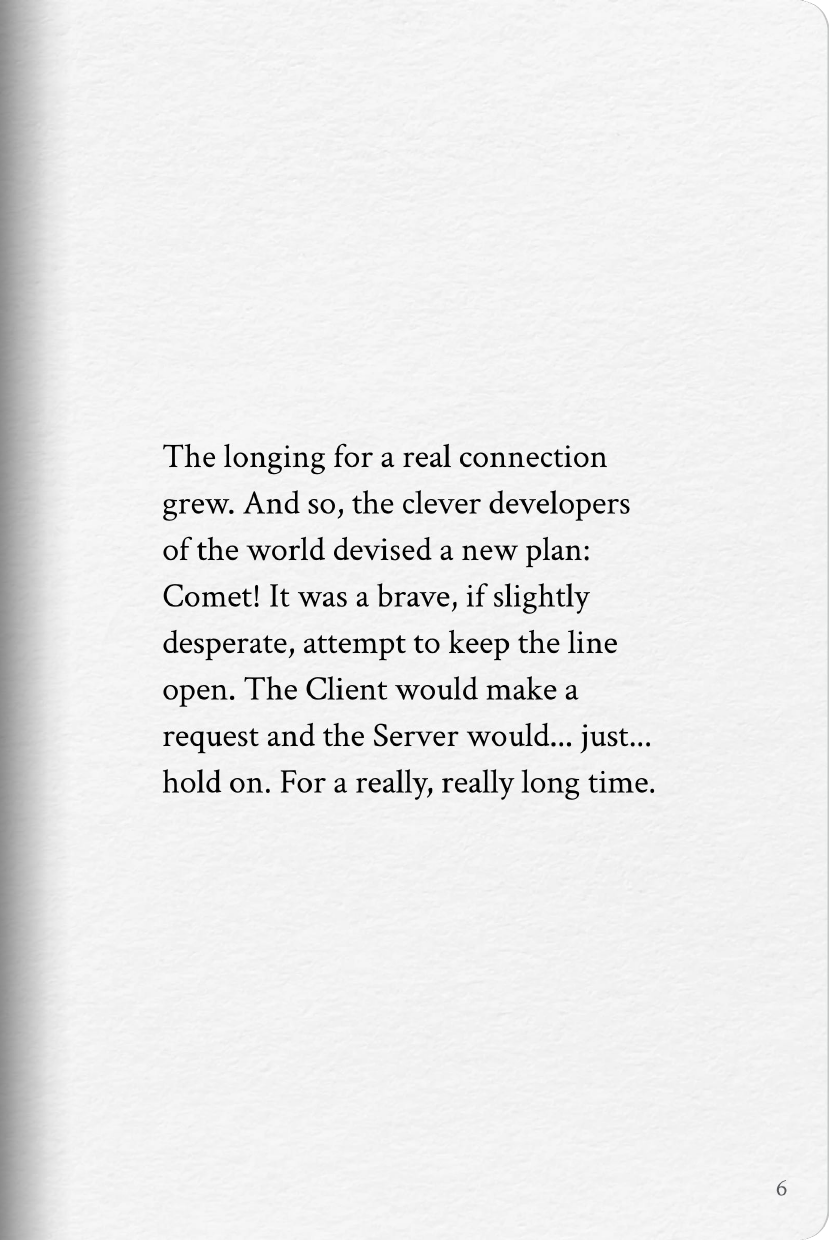 The longing for a real connection
grew. And so, the clever developers
of the world devised a new plan:
Comet! It was a brave, if slightly
desperate, attempt to keep the line
open. The Client would make a
request and the Server would... just...
hold on. For a really, really long time.
6